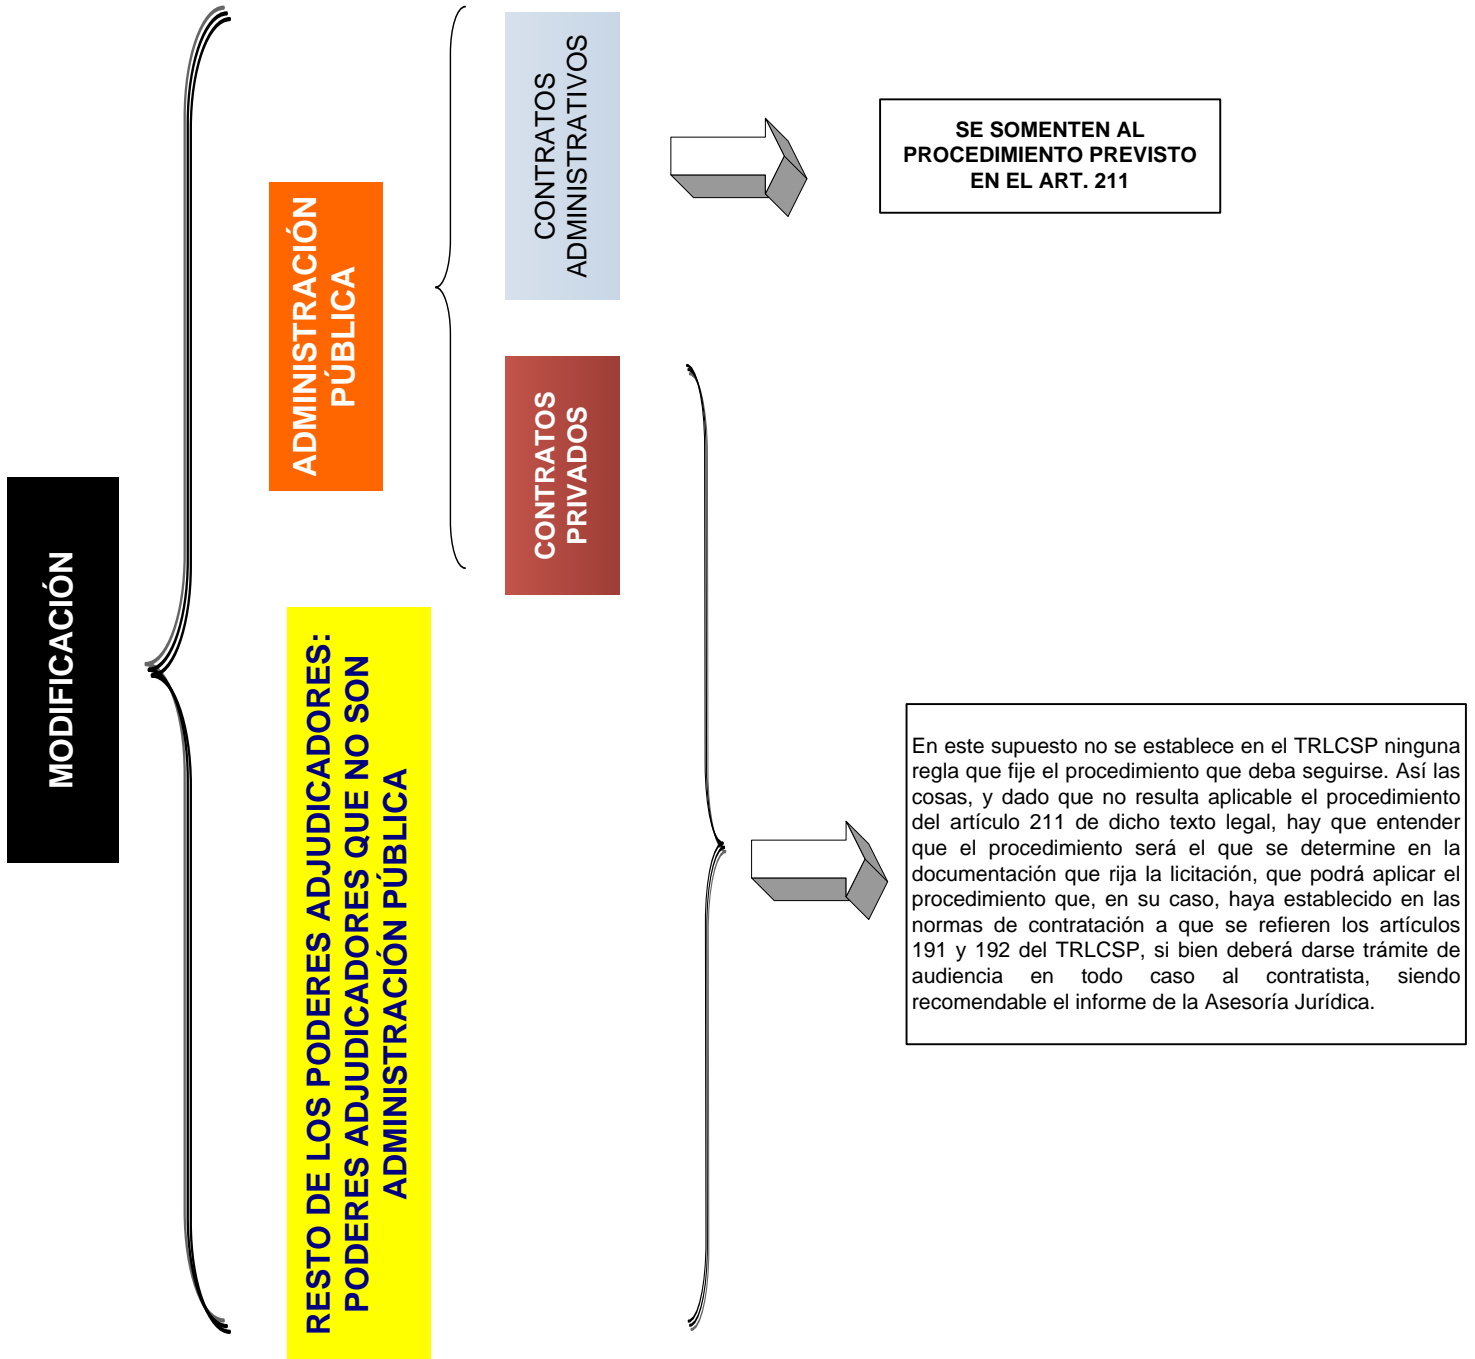 MODIFICACIÓN
ADMINISTRACIÓN
PÚBLICA
CONTRATOS
ADMINISTRATIVOS
SE SOMENTEN AL
PROCEDIMIENTO PREVISTO
EN EL ART. 211
CONTRATOS
PRIVADOS
RESTO DE LOS PODERES ADJUDICADORES:
PODERES ADJUDICADORES QUE NO SON
ADMINISTRACIÓN PÚBLICA
En este supuesto no se establece en el TRLCSP ninguna
regla que fije el procedimiento que deba seguirse. Así las
cosas, y dado que no resulta aplicable el procedimiento
del artículo 211 de dicho texto legal, hay que entender
que el procedimiento será el que se determine en la
documentación que rija la licitación, que podrá aplicar el
procedimiento que, en su caso, haya establecido en las
normas de contratación a que se refieren los artículos
191 y 192 del TRLCSP, si bien deberá darse trámite de
audiencia en todo caso al contratista, siendo
recomendable el informe de la Asesoría Jurídica.